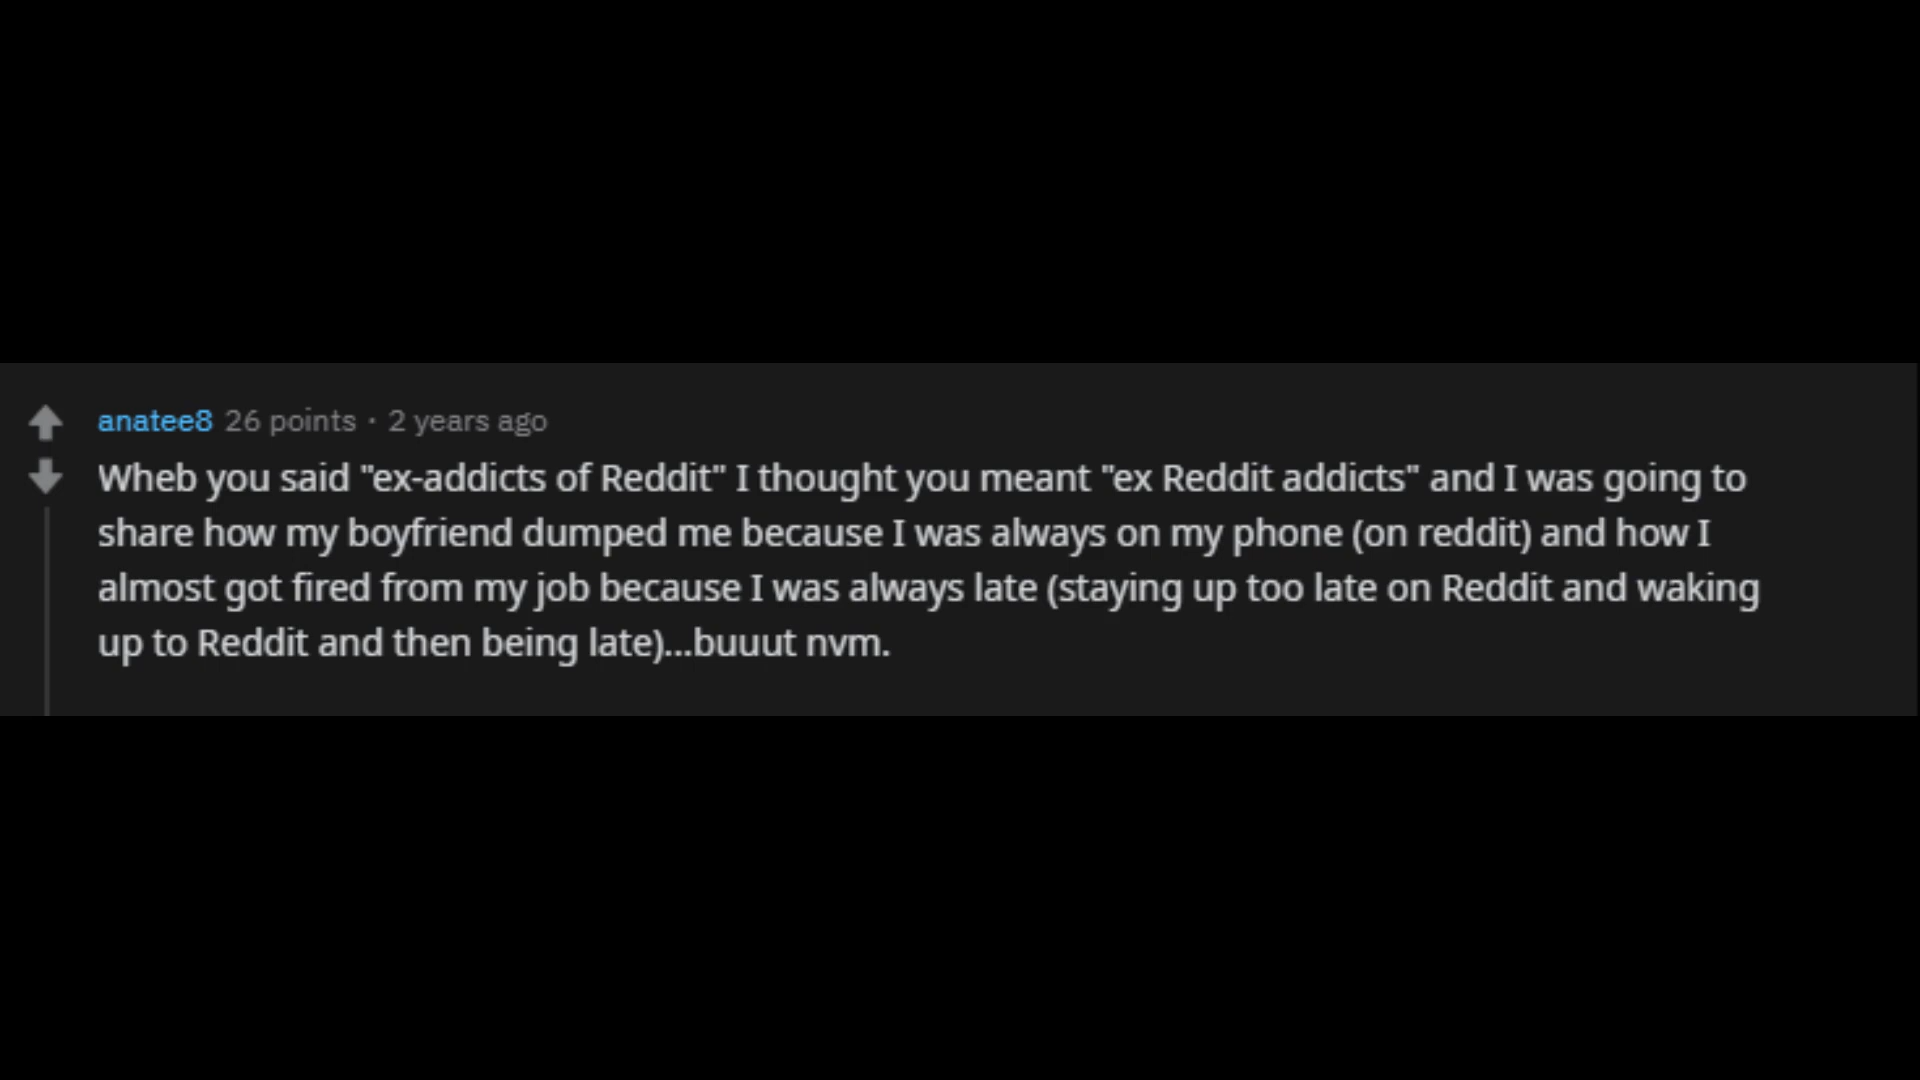 anatee8 26 points · 2 years ago
Wheb you said "ex-addicts of Reddit" I thought you meant "ex Reddit addicts" and I was going to
share how my boyfriend dumped me because I was always on my phone (on reddit) and how I
almost got fired from my job because I was always late (staying up too late on Reddit and waking
up to Reddit and then being late)...buuut nvm.